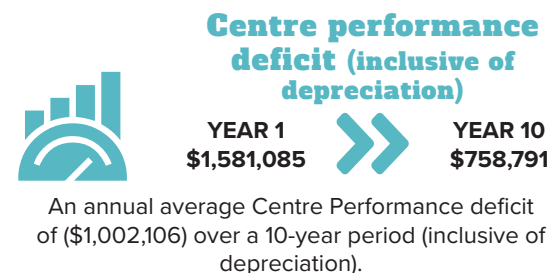 Centre performance
deficit (inclusive of
depreciation)
YEAR 1
$1,581,085
YEAR 10
$758,791
An annual average Centre Performance deficit
of ($1,002,106) over a 10-year period (inclusive of
depreciation).